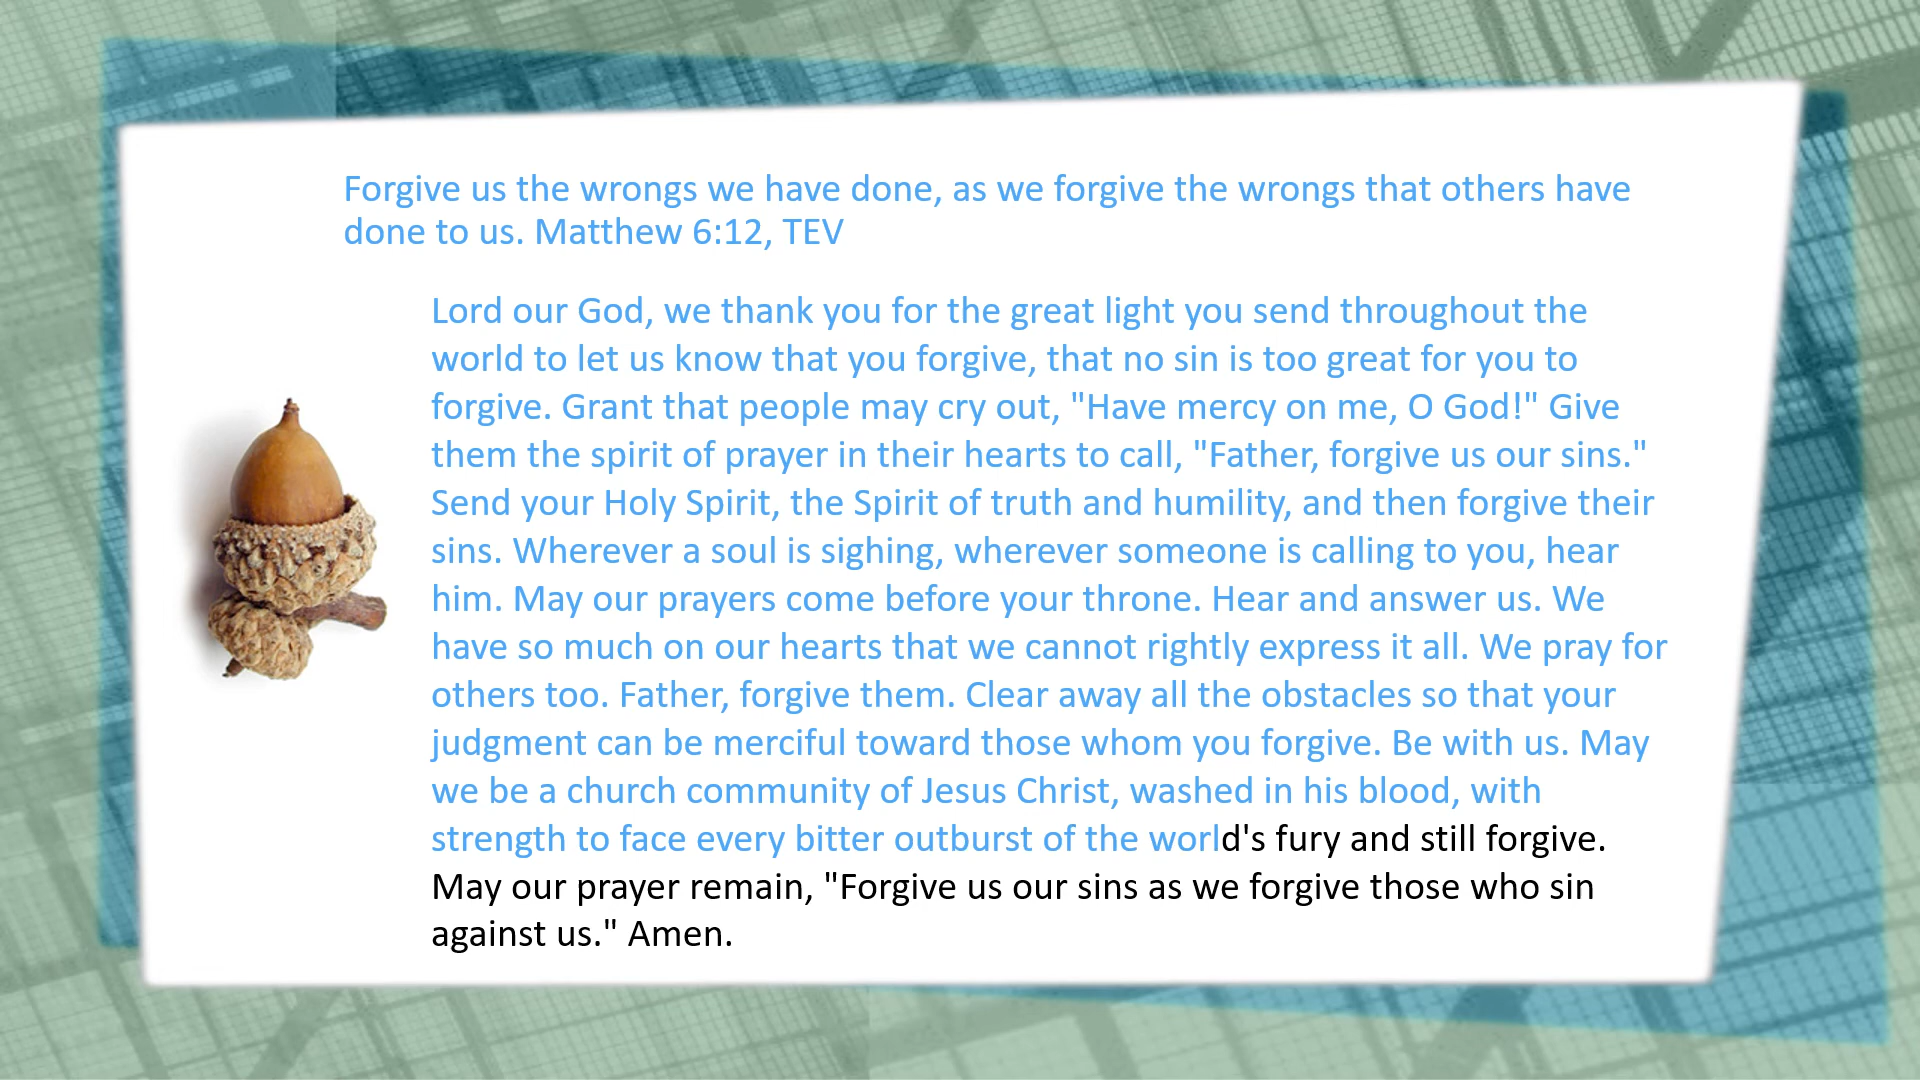 Forgive us the wrongs we have done, as we forgive the wrongs that others have
done to us. Matthew 6:12, TEV
Lord our God, we thank you for the great light you send throughout the
world to let us know that you forgive, that no sin is too great for you to
forgive. Grant that people may cry out, "Have mercy on me, O God!" Give
them the spirit of prayer in their hearts to call, "Father, forgive us our sins."
Send your Holy Spirit, the Spirit of truth and humility, and then forgive their
sins. Wherever a soul is sighing, wherever someone is calling to you, hear
him. May our prayers come before your throne. Hear and answer us. We
have so much on our hearts that we cannot rightly express it all. We pray for
others too. Father, forgive them. Clear away all the obstacles so that your
judgment can be merciful toward those whom you forgive. Be with us. May
we be a church community of Jesus Christ, washed in his blood, with
strength to face every bitter outburst of the world's fury and still forgive.
May our prayer remain, "Forgive us our sins as we forgive those who sin
against us." Amen.